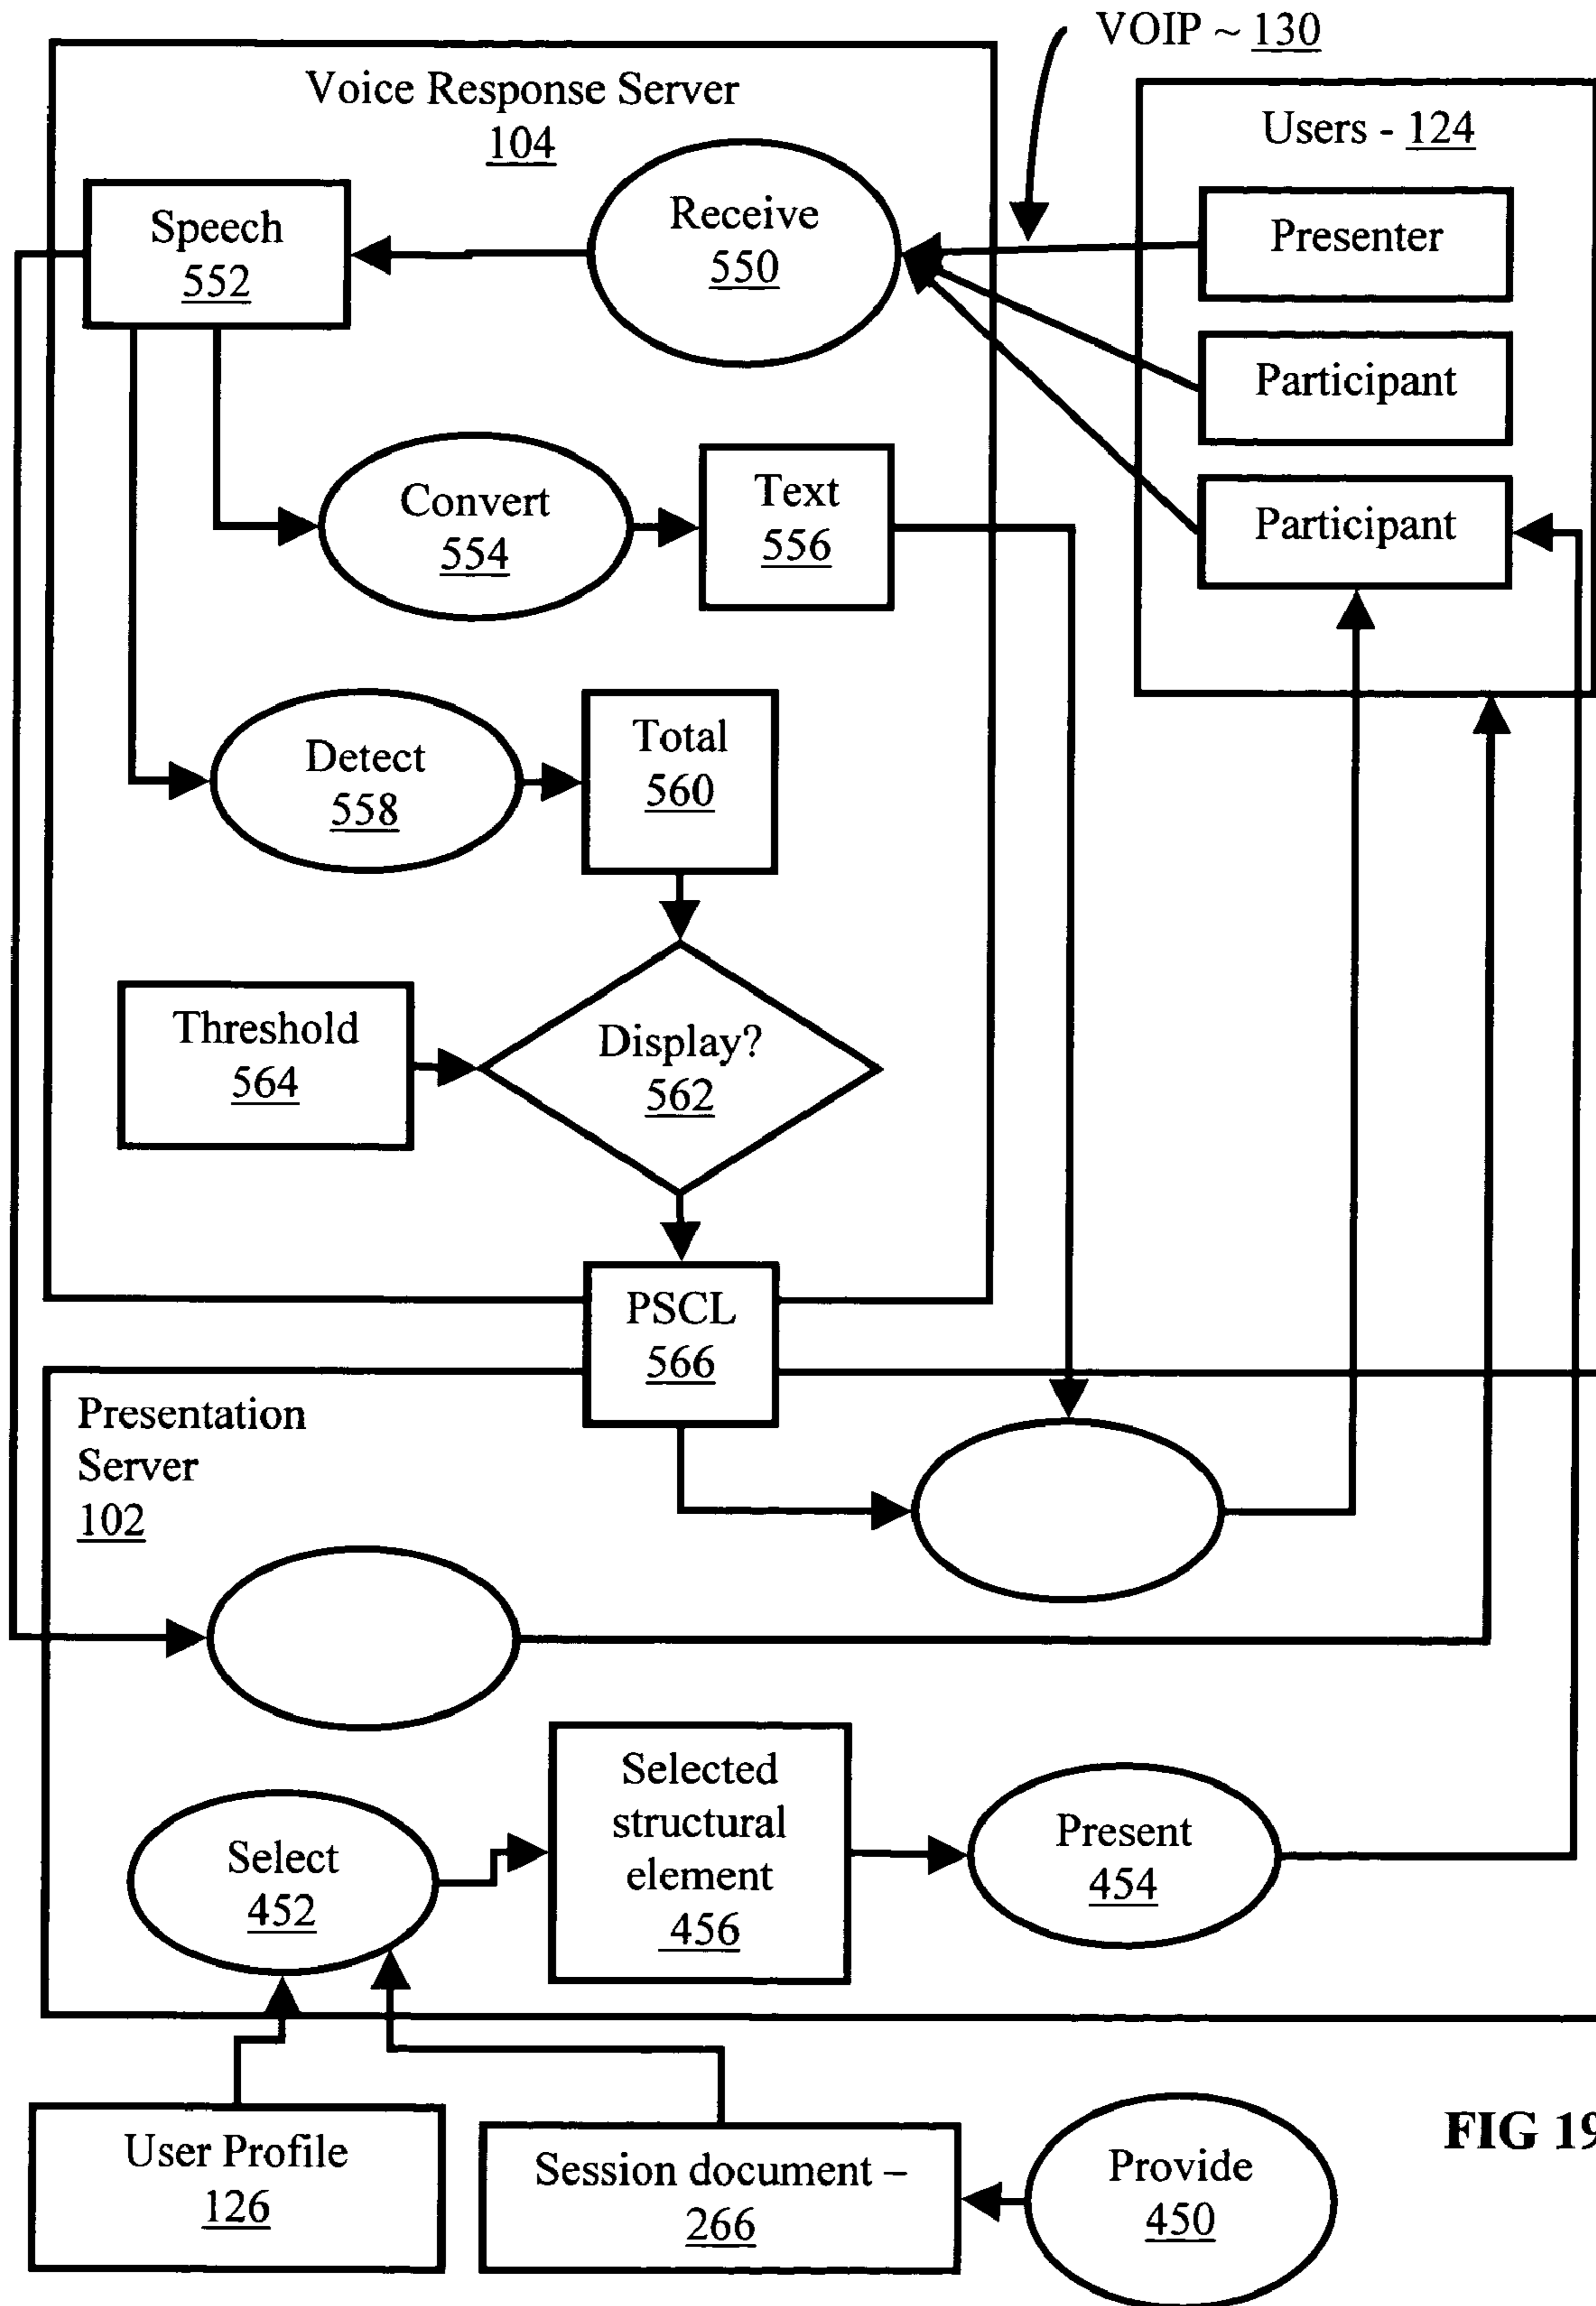 VOIP ~ 130
Voice Response Server
104
Users - 124
Speech
552
Receive
550
Presenter
Participant
Participant
Convert
554
Text
556
Detect
558
Total
560
Threshold
564
Display?
562
PSCL
566
Presentation
Server
102
Select
452
Selected
structural
element
456
Present
454
User Profile
126
Session document –
266
Provide
450
FIG 19